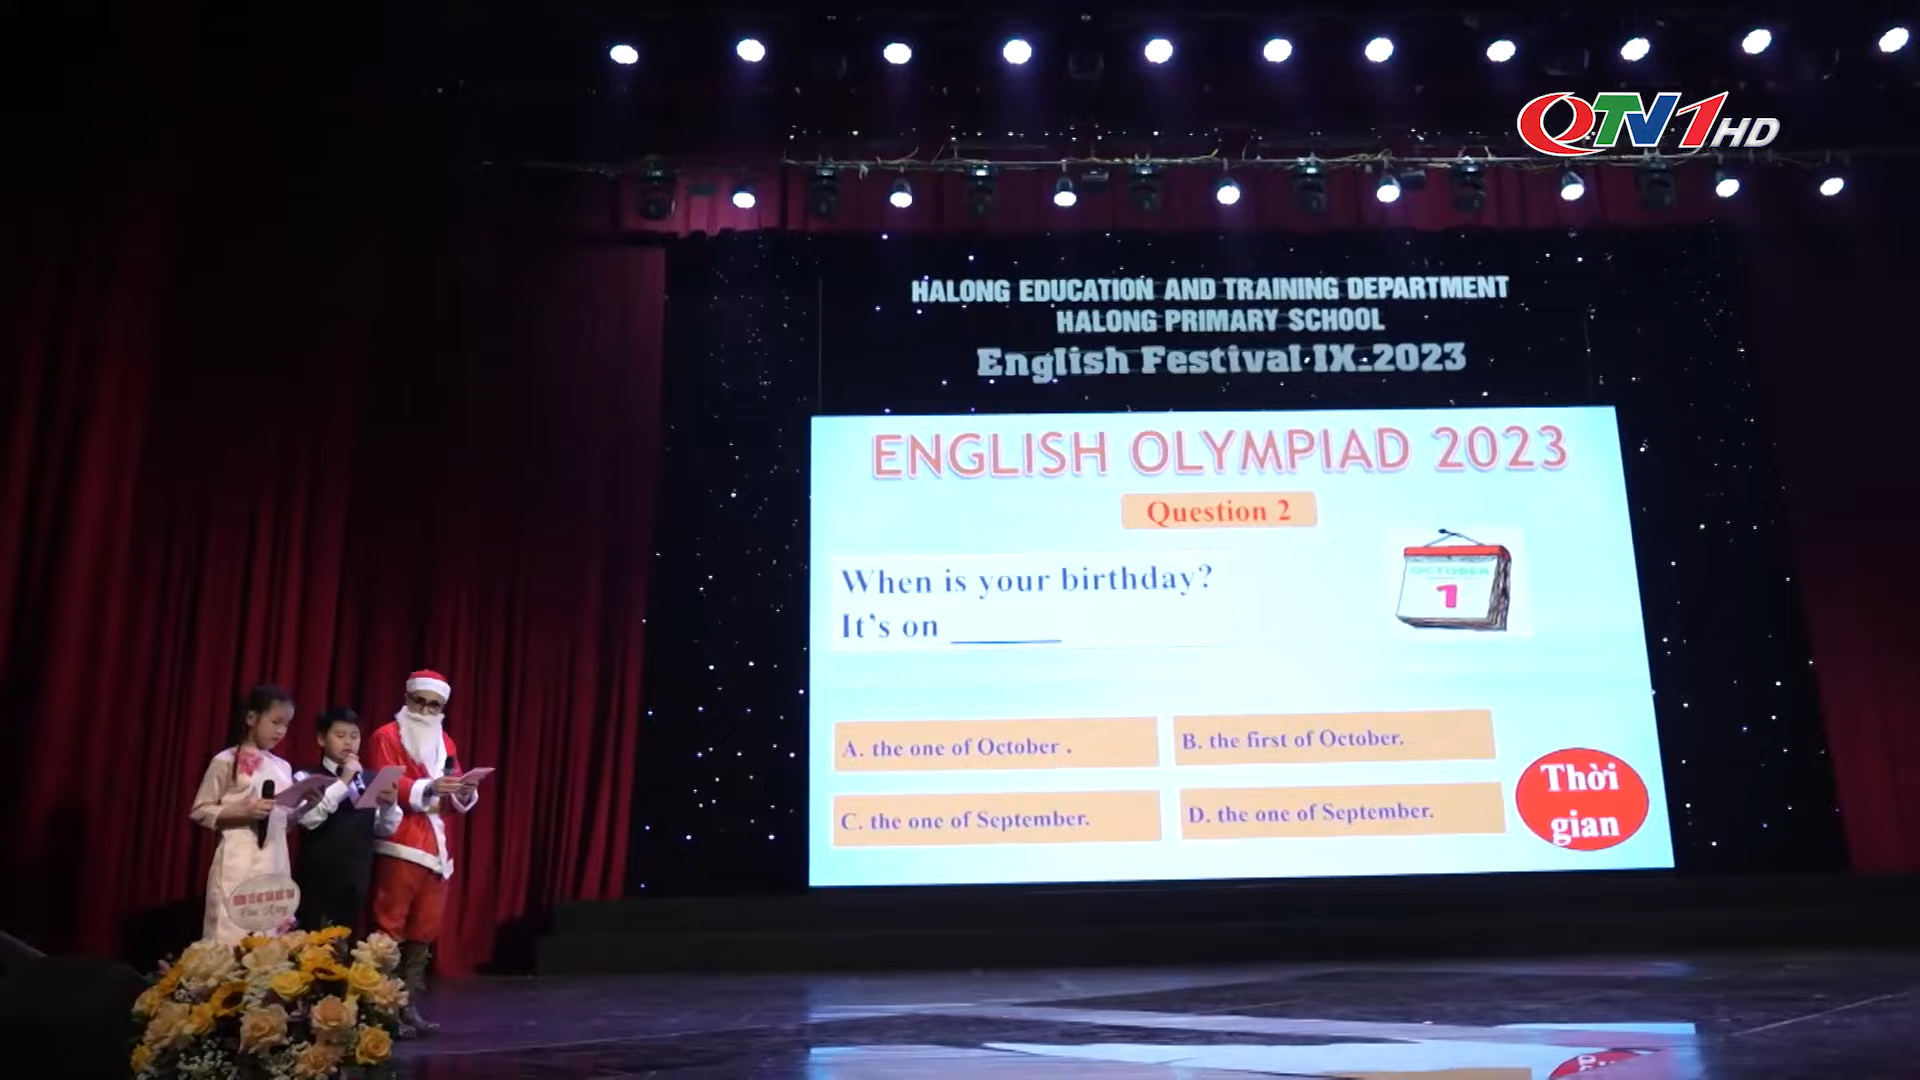 QTV1 HD
HALONG EDUCATION AND TRAINING DEPARTMENT
HALONG PRIMARY SCHOOL
English Festival IX-2023
ENGLISH OLYMPIAD 2023
Question 2
When is your birthday?
It's on ______
OCTOBER
1
A. the one of October .
B. the first of October.
C. the one of September.
D. the one of September.
Thời
gian